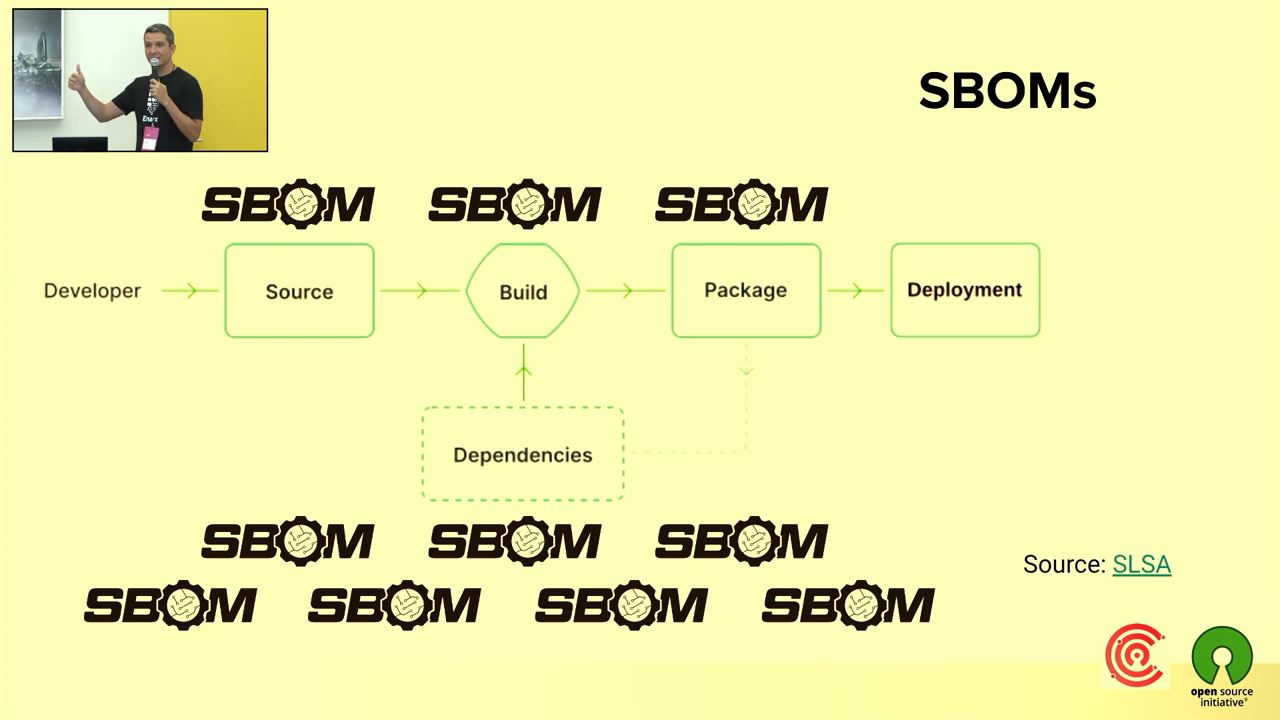 SBOMs
Enarx
SBOM SBOM SBOM
Developer Source Build Package Deployment
Dependencies
SBOM SBOM SBOM
SBOM SBOM SBOM SBOM
Source: SLSA
open source
initiative®